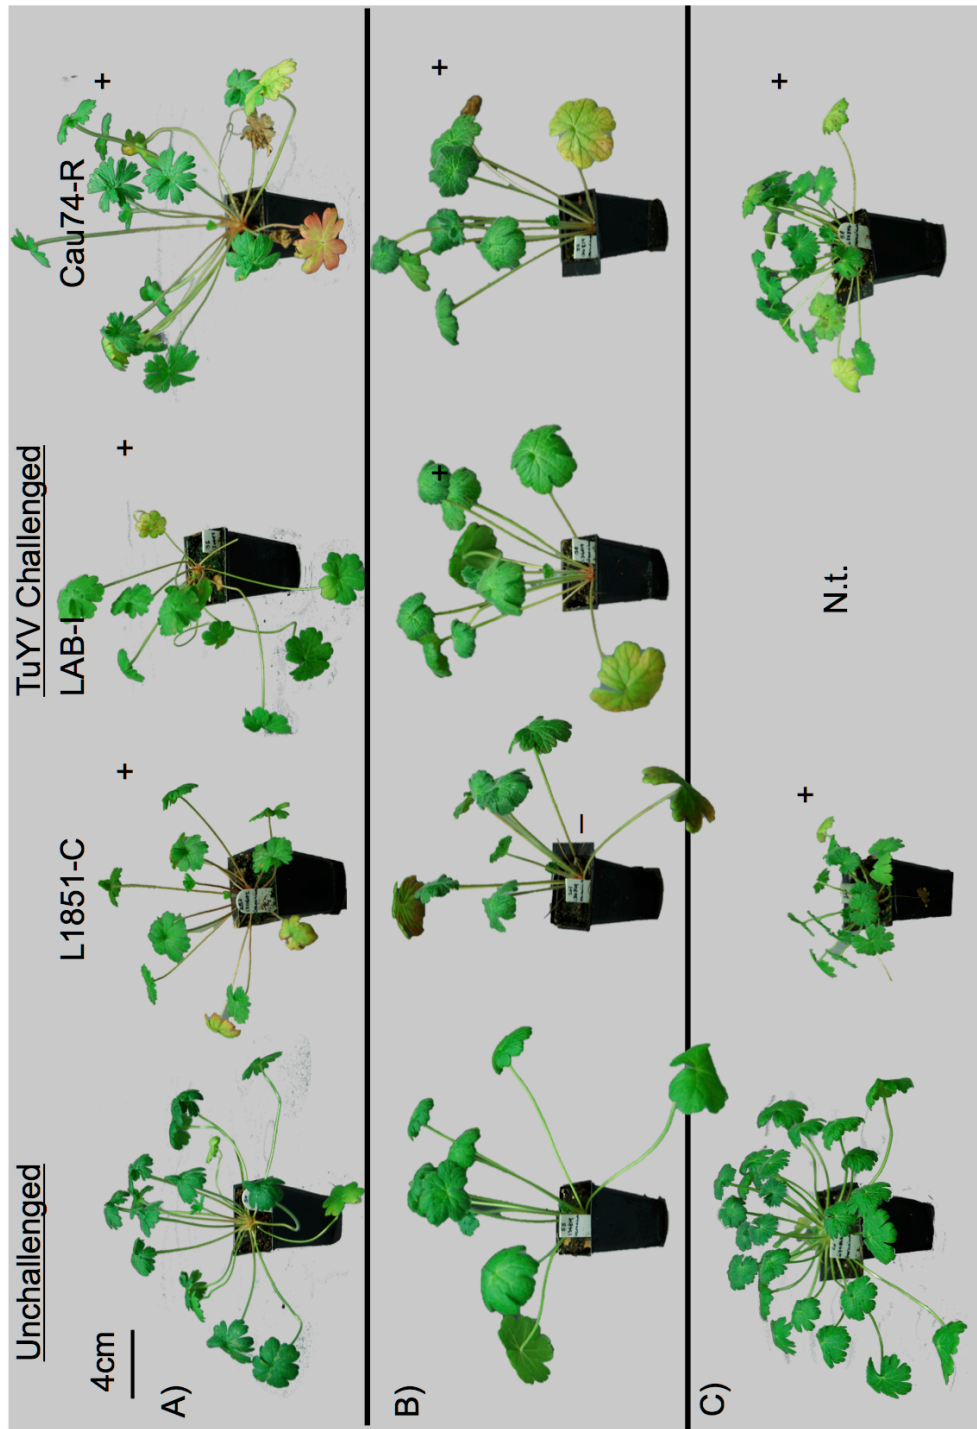 Unchallenged
TuYV Challenged
L1851-C
LAB-I
Cau74-R
4cm
A)
+
+
+
B)
–
+
+
C)
+
N.t.
+